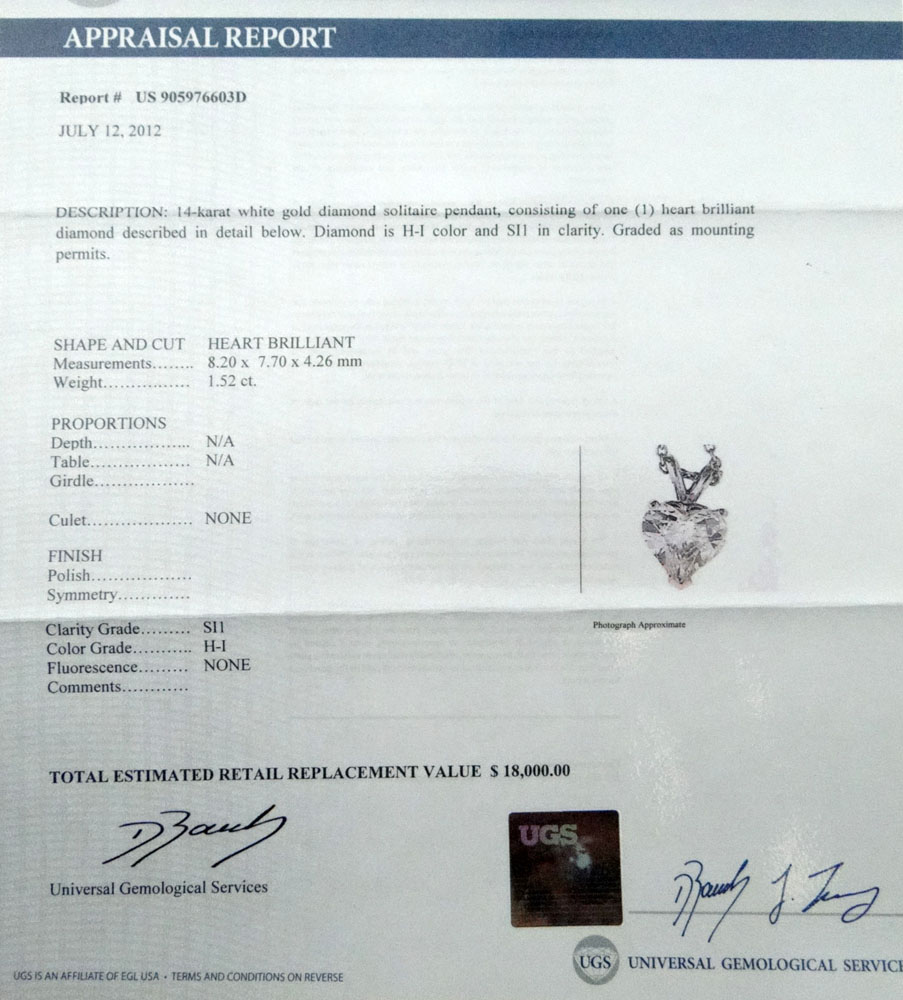 APPRAISAL REPORT
Report # US 905976603D
JULY 12, 2012
DESCRIPTION: 14-karat white gold diamond solitaire pendant, consisting of one (1) heart brilliant
diamond described in detail below. Diamond is H-I color and SI1 in clarity. Graded as mounting
permits.
SHAPE AND CUT HEART BRILLIANT
Measurements........ 8.20 x 7.70 x 4.26 mm
Weight................ 1.52 ct.
PROPORTIONS
Depth.................. N/A
Table................... N/A
Girdle...................
Culet.................... NONE
FINISH
Polish...................
Symmetry.............
Clarity Grade......... SI1
Color Grade........... H-I
Fluorescence......... NONE
Comments............
Photograph Approximate
TOTAL ESTIMATED RETAIL REPLACEMENT VALUE $ 18,000.00
Universal Gemological Services
UGS
UGS UNIVERSAL GEMOLOGICAL SERVICE
UGS IS AN AFFILIATE OF EGL USA • TERMS AND CONDITIONS ON REVERSE